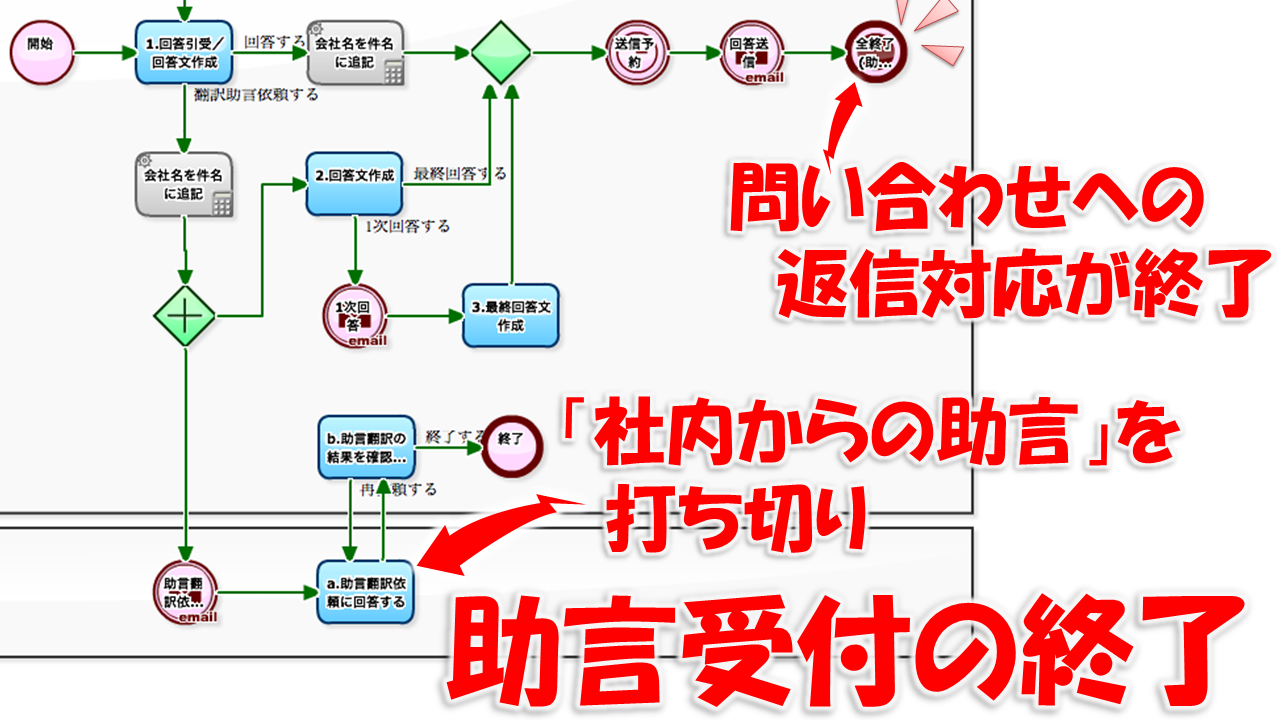 開始
1.回答引受／
回答文作成
回答する
会社名を件名
に追記
送信予
約
回答送
信
email
全終了
(助...
翻訳助言依頼する
会社名を件名
に追記
2.回答文作成
最終回答する
1次回答する
問い合わせへの
返信対応が終了
1次回
答
email
3.最終回答文
作成
b.助言翻訳の
結果を確認...
終了する
終了
「社内からの助言」を
打ち切り
助言翻
訳依...
email
a.助言翻訳依
頼に回答する
助言受付の終了